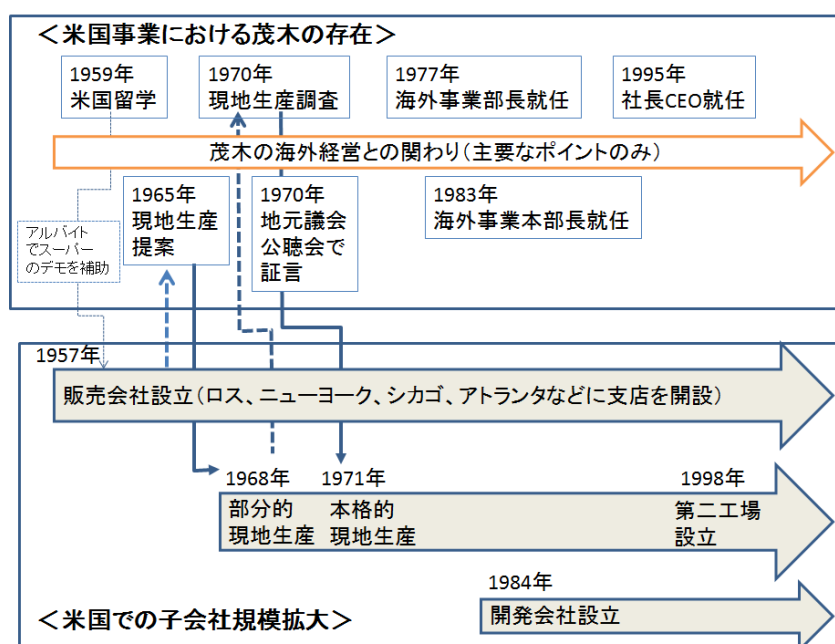 ＜米国事業における茂木の存在＞
1959年
米国留学
1970年
現地生産調査
1977年
海外事業部長就任
1995年
社長CEO就任
茂木の海外経営との関わり（主要なポイントのみ）
アルバイト
でスーパー
のデモを補助
1965年
現地生産
提案
1970年
地元議会
公聴会で
証言
1983年
海外事業本部長就任
1957年
販売会社設立（ロス、ニューヨーク、シカゴ、アトランタなどに支店を開設）
1968年
部分的
現地生産
1971年
本格的
現地生産
1998年
第二工場
設立
1984年
開発会社設立
＜米国での子会社規模拡大＞